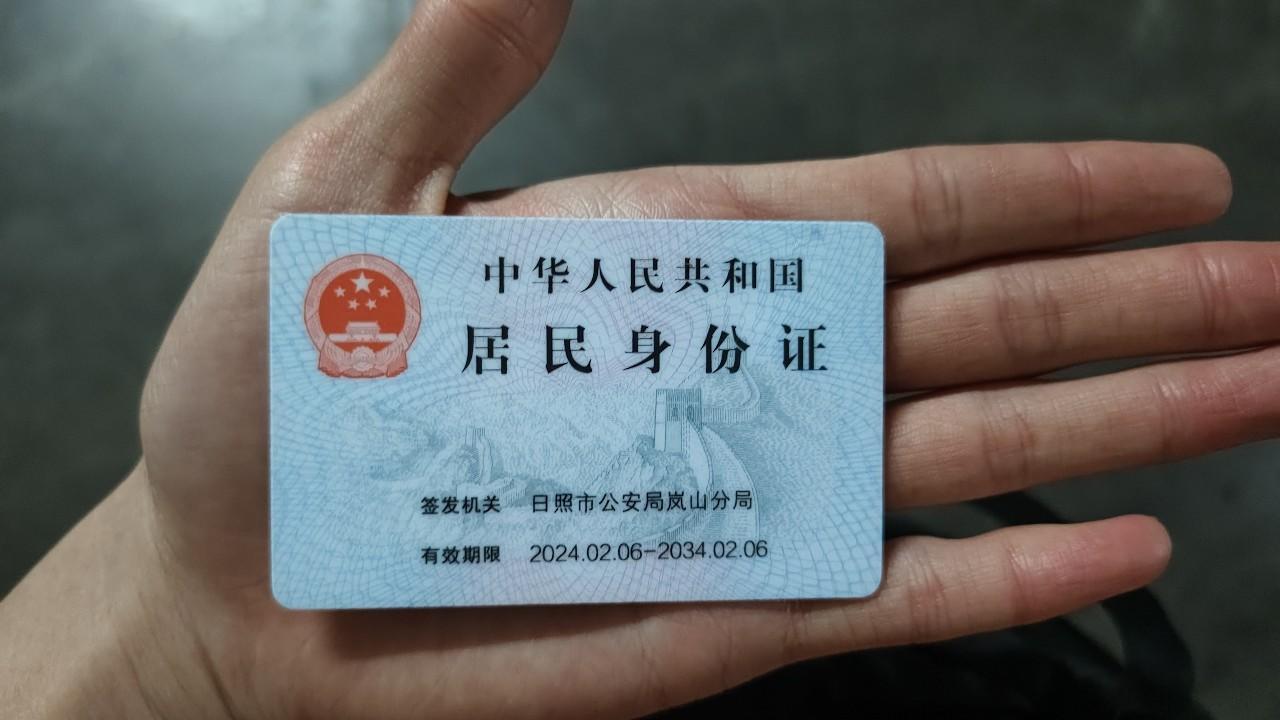 中华人民共和国
居民身份证
签发机关 日照市公安局岚山分局
有效期限 2024.02.06-2034.02.06